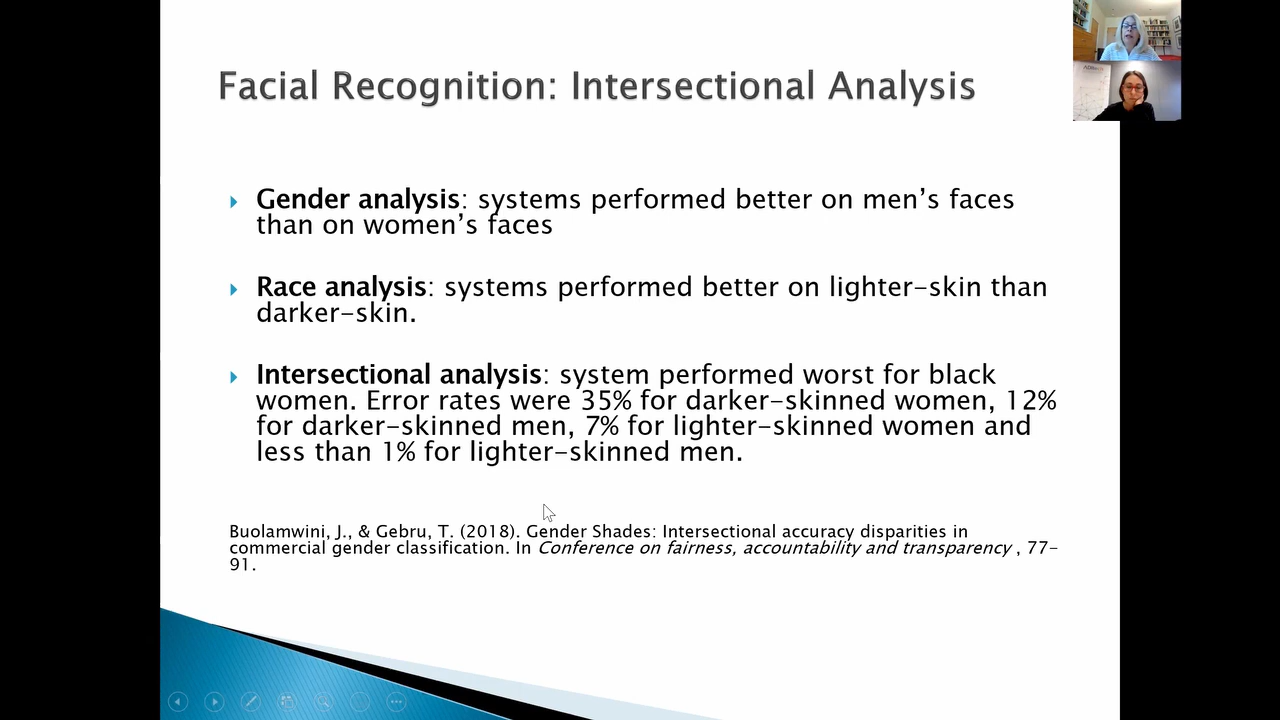 Facial Recognition: Intersectional Analysis
Gender analysis: systems performed better on men’s faces
than on women’s faces
Race analysis: systems performed better on lighter-skin than
darker-skin.
Intersectional analysis: system performed worst for black
women. Error rates were 35% for darker-skinned women, 12%
for darker-skinned men, 7% for lighter-skinned women and
less than 1% for lighter-skinned men.
Buolamwini, J., & Gebru, T. (2018). Gender Shades: Intersectional accuracy disparities in
commercial gender classification. In Conference on fairness, accountability and transparency , 77-
91.